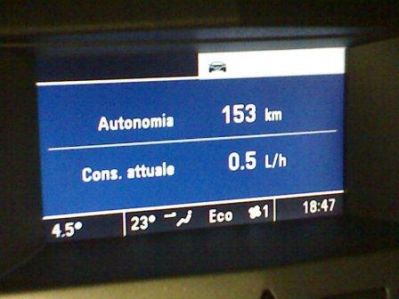 Autonomia 153 km
Cons. attuale 0.5 L/h
4.5° 23° Eco 1 18:47